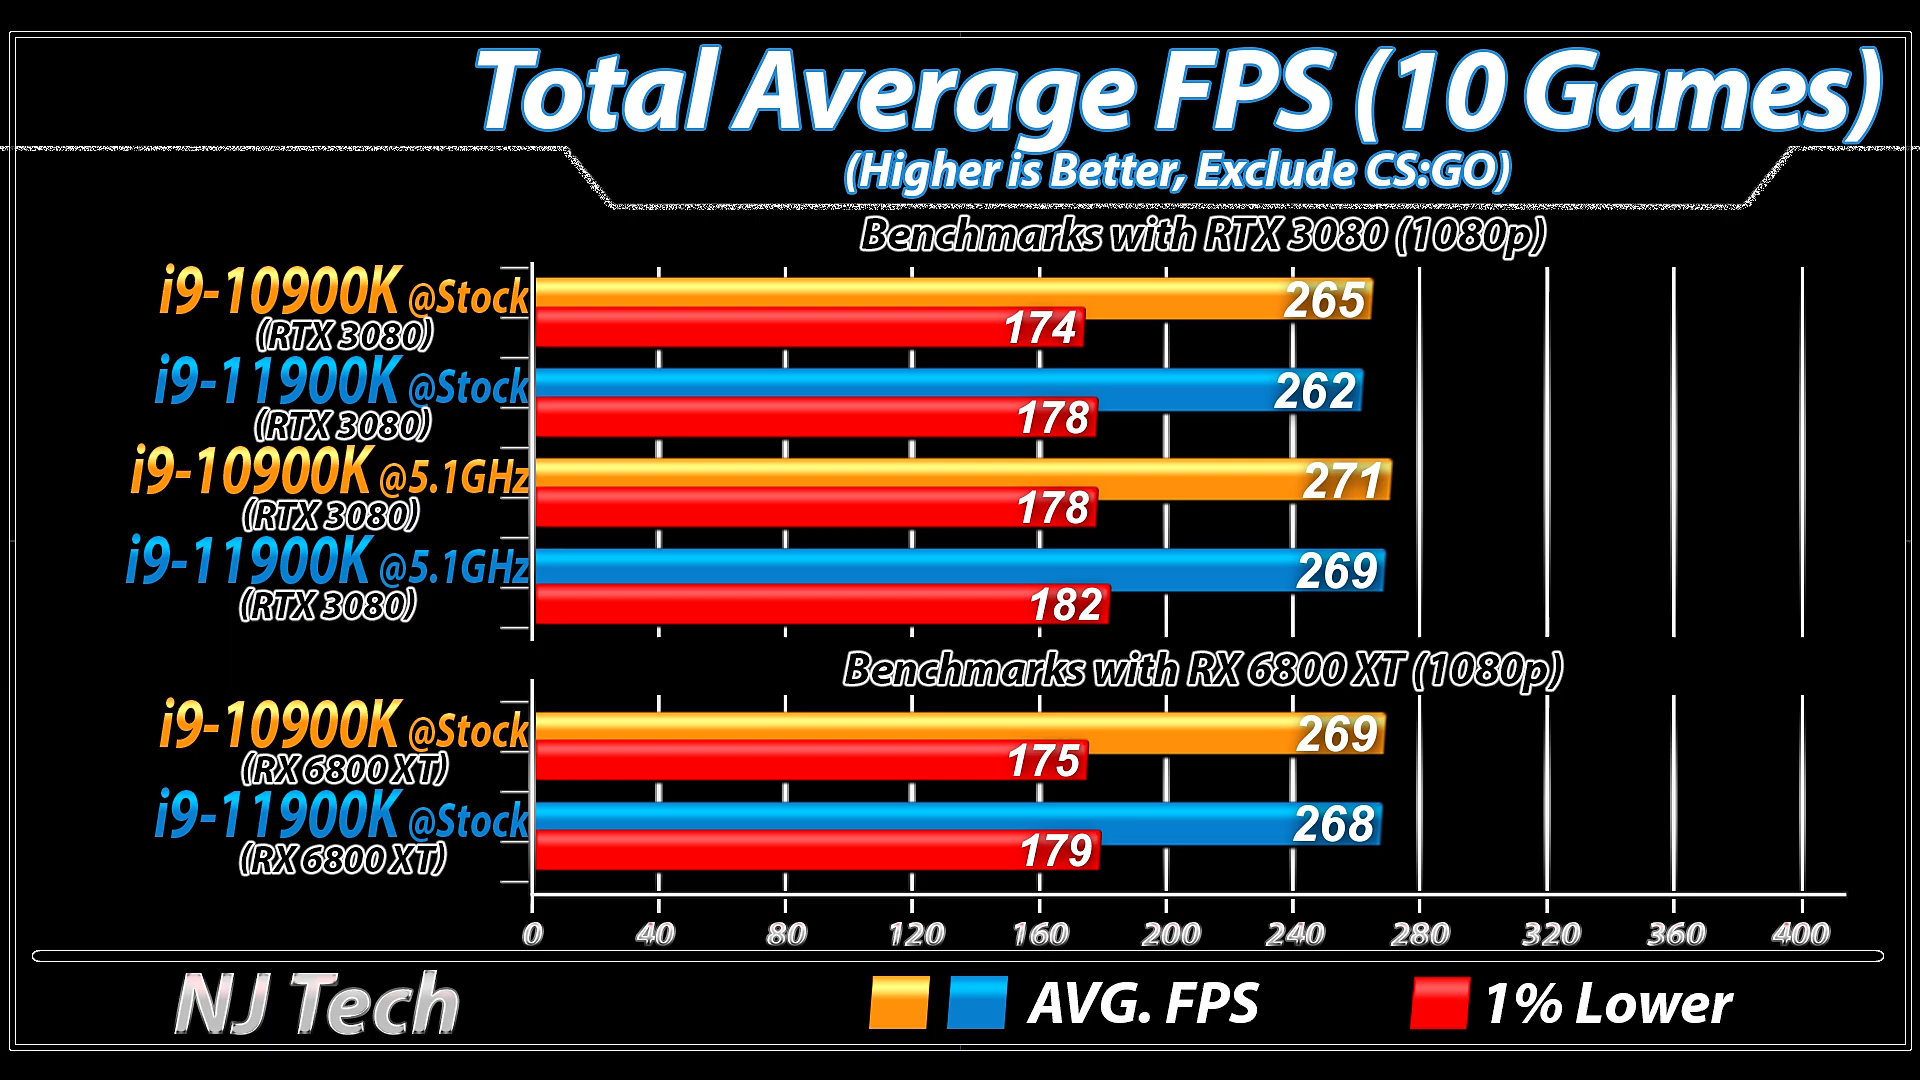 Total Average FPS (10 Games)
(Higher is Better, Exclude CS:GO)
Benchmarks with RTX 3080 (1080p)
i9-10900K @Stock 265
(RTX 3080) 174
i9-11900K @Stock 262
(RTX 3080) 178
i9-10900K @5.1GHz 271
(RTX 3080) 178
i9-11900K @5.1GHz 269
(RTX 3080) 182
Benchmarks with RX 6800 XT (1080p)
i9-10900K @Stock 269
(RX 6800 XT) 175
i9-11900K @Stock 268
(RX 6800 XT) 179
0 40 80 120 160 200 240 280 320 360 400
NJ Tech AVG. FPS 1% Lower